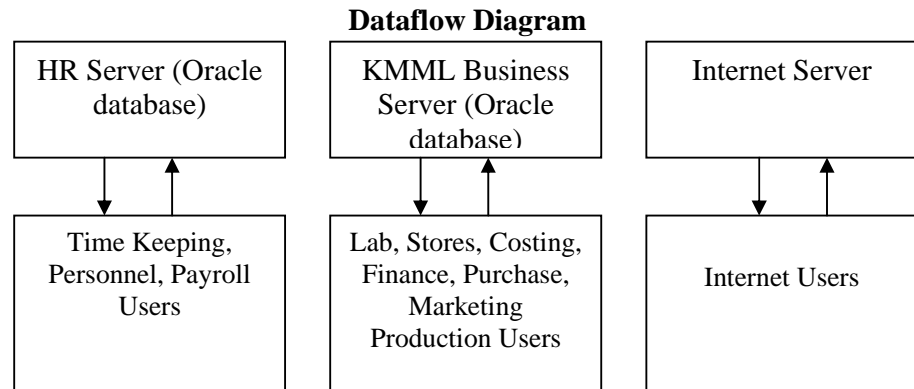 Dataflow Diagram
HR Server (Oracle
database)
KMML Business
Server (Oracle
database)
Internet Server
Time Keeping,
Personnel, Payroll
Users
Lab, Stores, Costing,
Finance, Purchase,
Marketing
Production Users
Internet Users